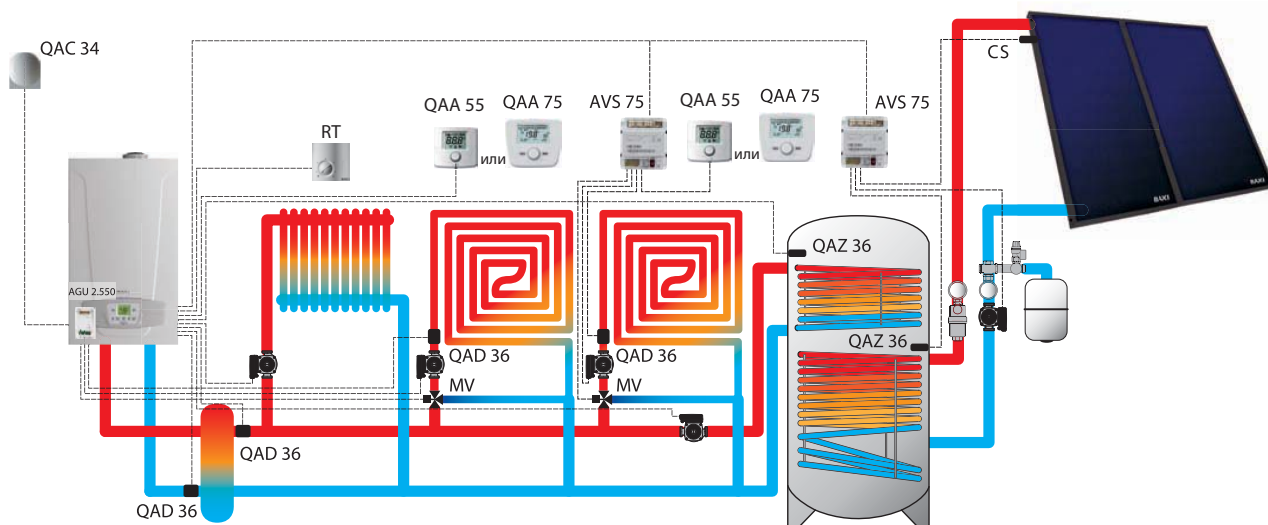 QAC 34
CS
QAA 55
QAA 75
AVS 75
QAA 55
QAA 75
AVS 75
RT
или
или
BAXI
BAXI
QAZ 36
AGU 2.550
QAZ 36
QAD 36
QAD 36
MV
MV
QAD 36
QAD 36